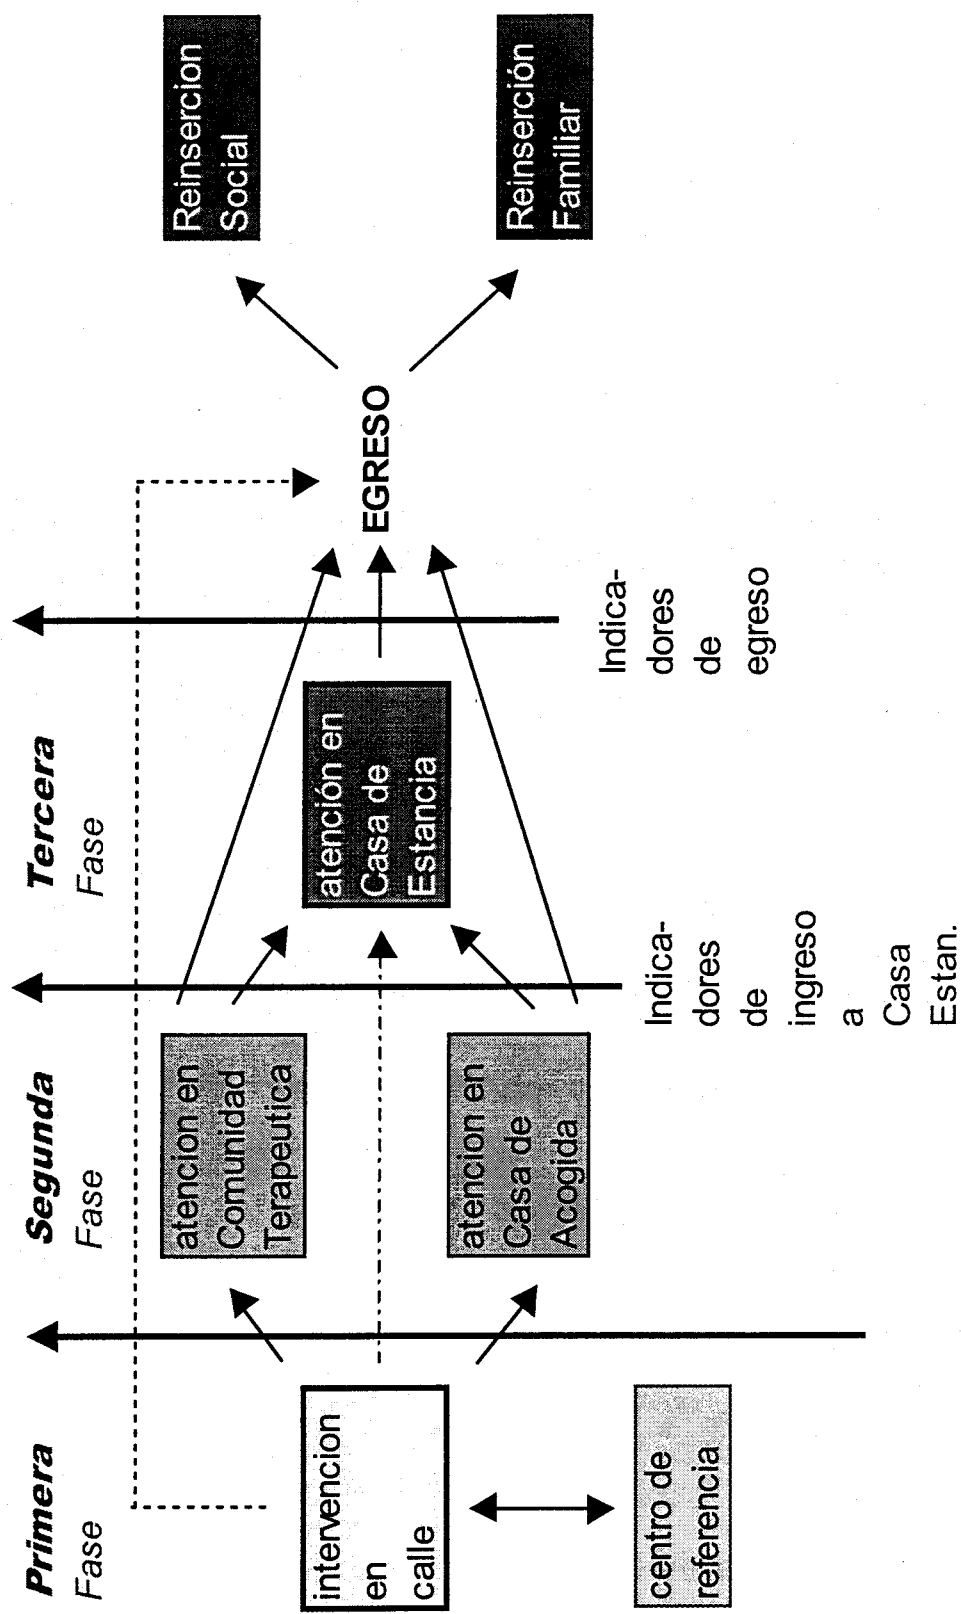 Primera
Fase
Segunda
Fase
Tercera
Fase
intervencion
en
calle
centro de
referencia
atencion en
Comunidad
Terapeutica
atencion en
Casa de
Acogida
atención en
Casa de
Estancia
EGRESO
Reinsercion
Social
Reinserción
Familiar
Indica-
dores
de ingreso
a Casa
Estan.
Indica-
dores
de
egreso